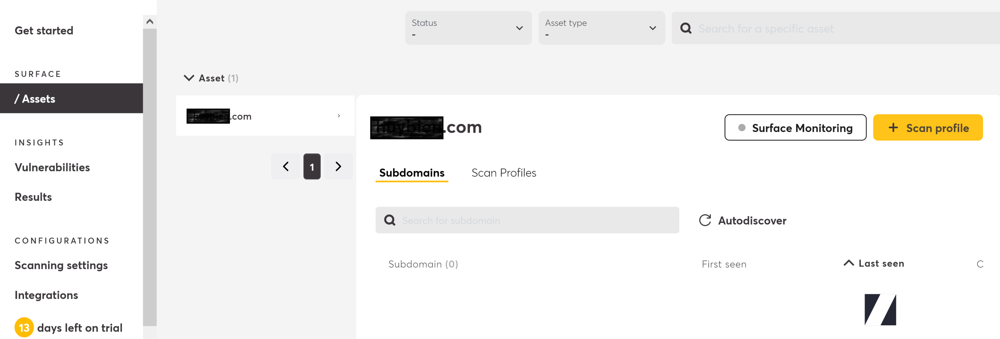 Get started
SURFACE
/ Assets
INSIGHTS
Vulnerabilities
Results
CONFIGURATIONS
Scanning settings
Integrations
13 days left on trial
Status
-
Asset type
-
Search for a specific asset
Asset (1)
.com
1
.com
Surface Monitoring
+ Scan profile
Subdomains
Scan Profiles
Search for subdomain
Autodiscover
Subdomain (0)
First seen
Last seen
C